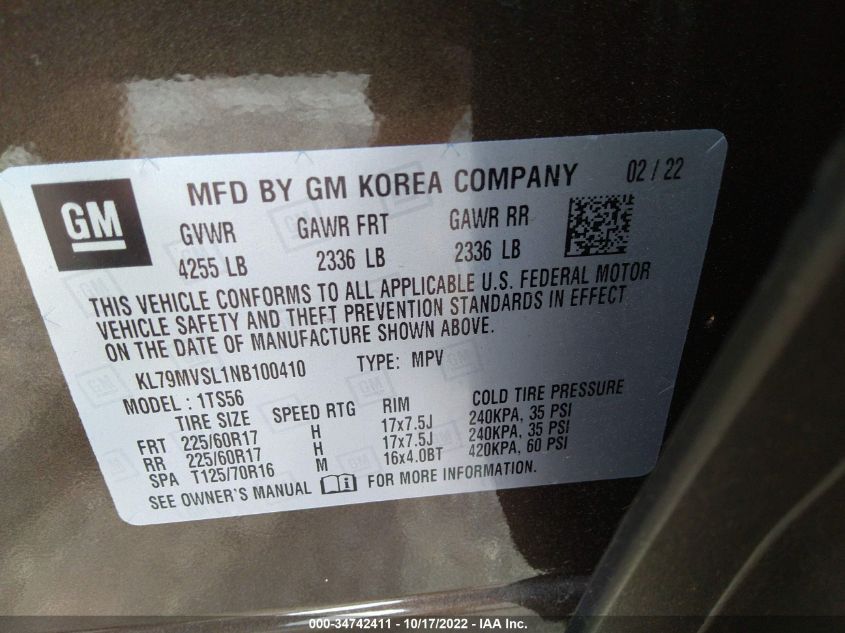 GM
MFD BY GM KOREA COMPANY 02 / 22
GVWR GAWR FRT GAWR RR
4255 LB 2336 LB 2336 LB
THIS VEHICLE CONFORMS TO ALL APPLICABLE U.S. FEDERAL MOTOR
VEHICLE SAFETY AND THEFT PREVENTION STANDARDS IN EFFECT
ON THE DATE OF MANUFACTURE SHOWN ABOVE.
KL79MVSL1NB100410 TYPE: MPV
MODEL : 1TS56
TIRE SIZE SPEED RTG RIM COLD TIRE PRESSURE
FRT 225/60R17 H 17x7.5J 240KPA, 35 PSI
RR 225/60R17 H 17x7.5J 240KPA, 35 PSI
SPA T125/70R16 M 16x4.0BT 420KPA, 60 PSI
SEE OWNER'S MANUAL FOR MORE INFORMATION.
000-34742411 - 10/17/2022 - IAA Inc.